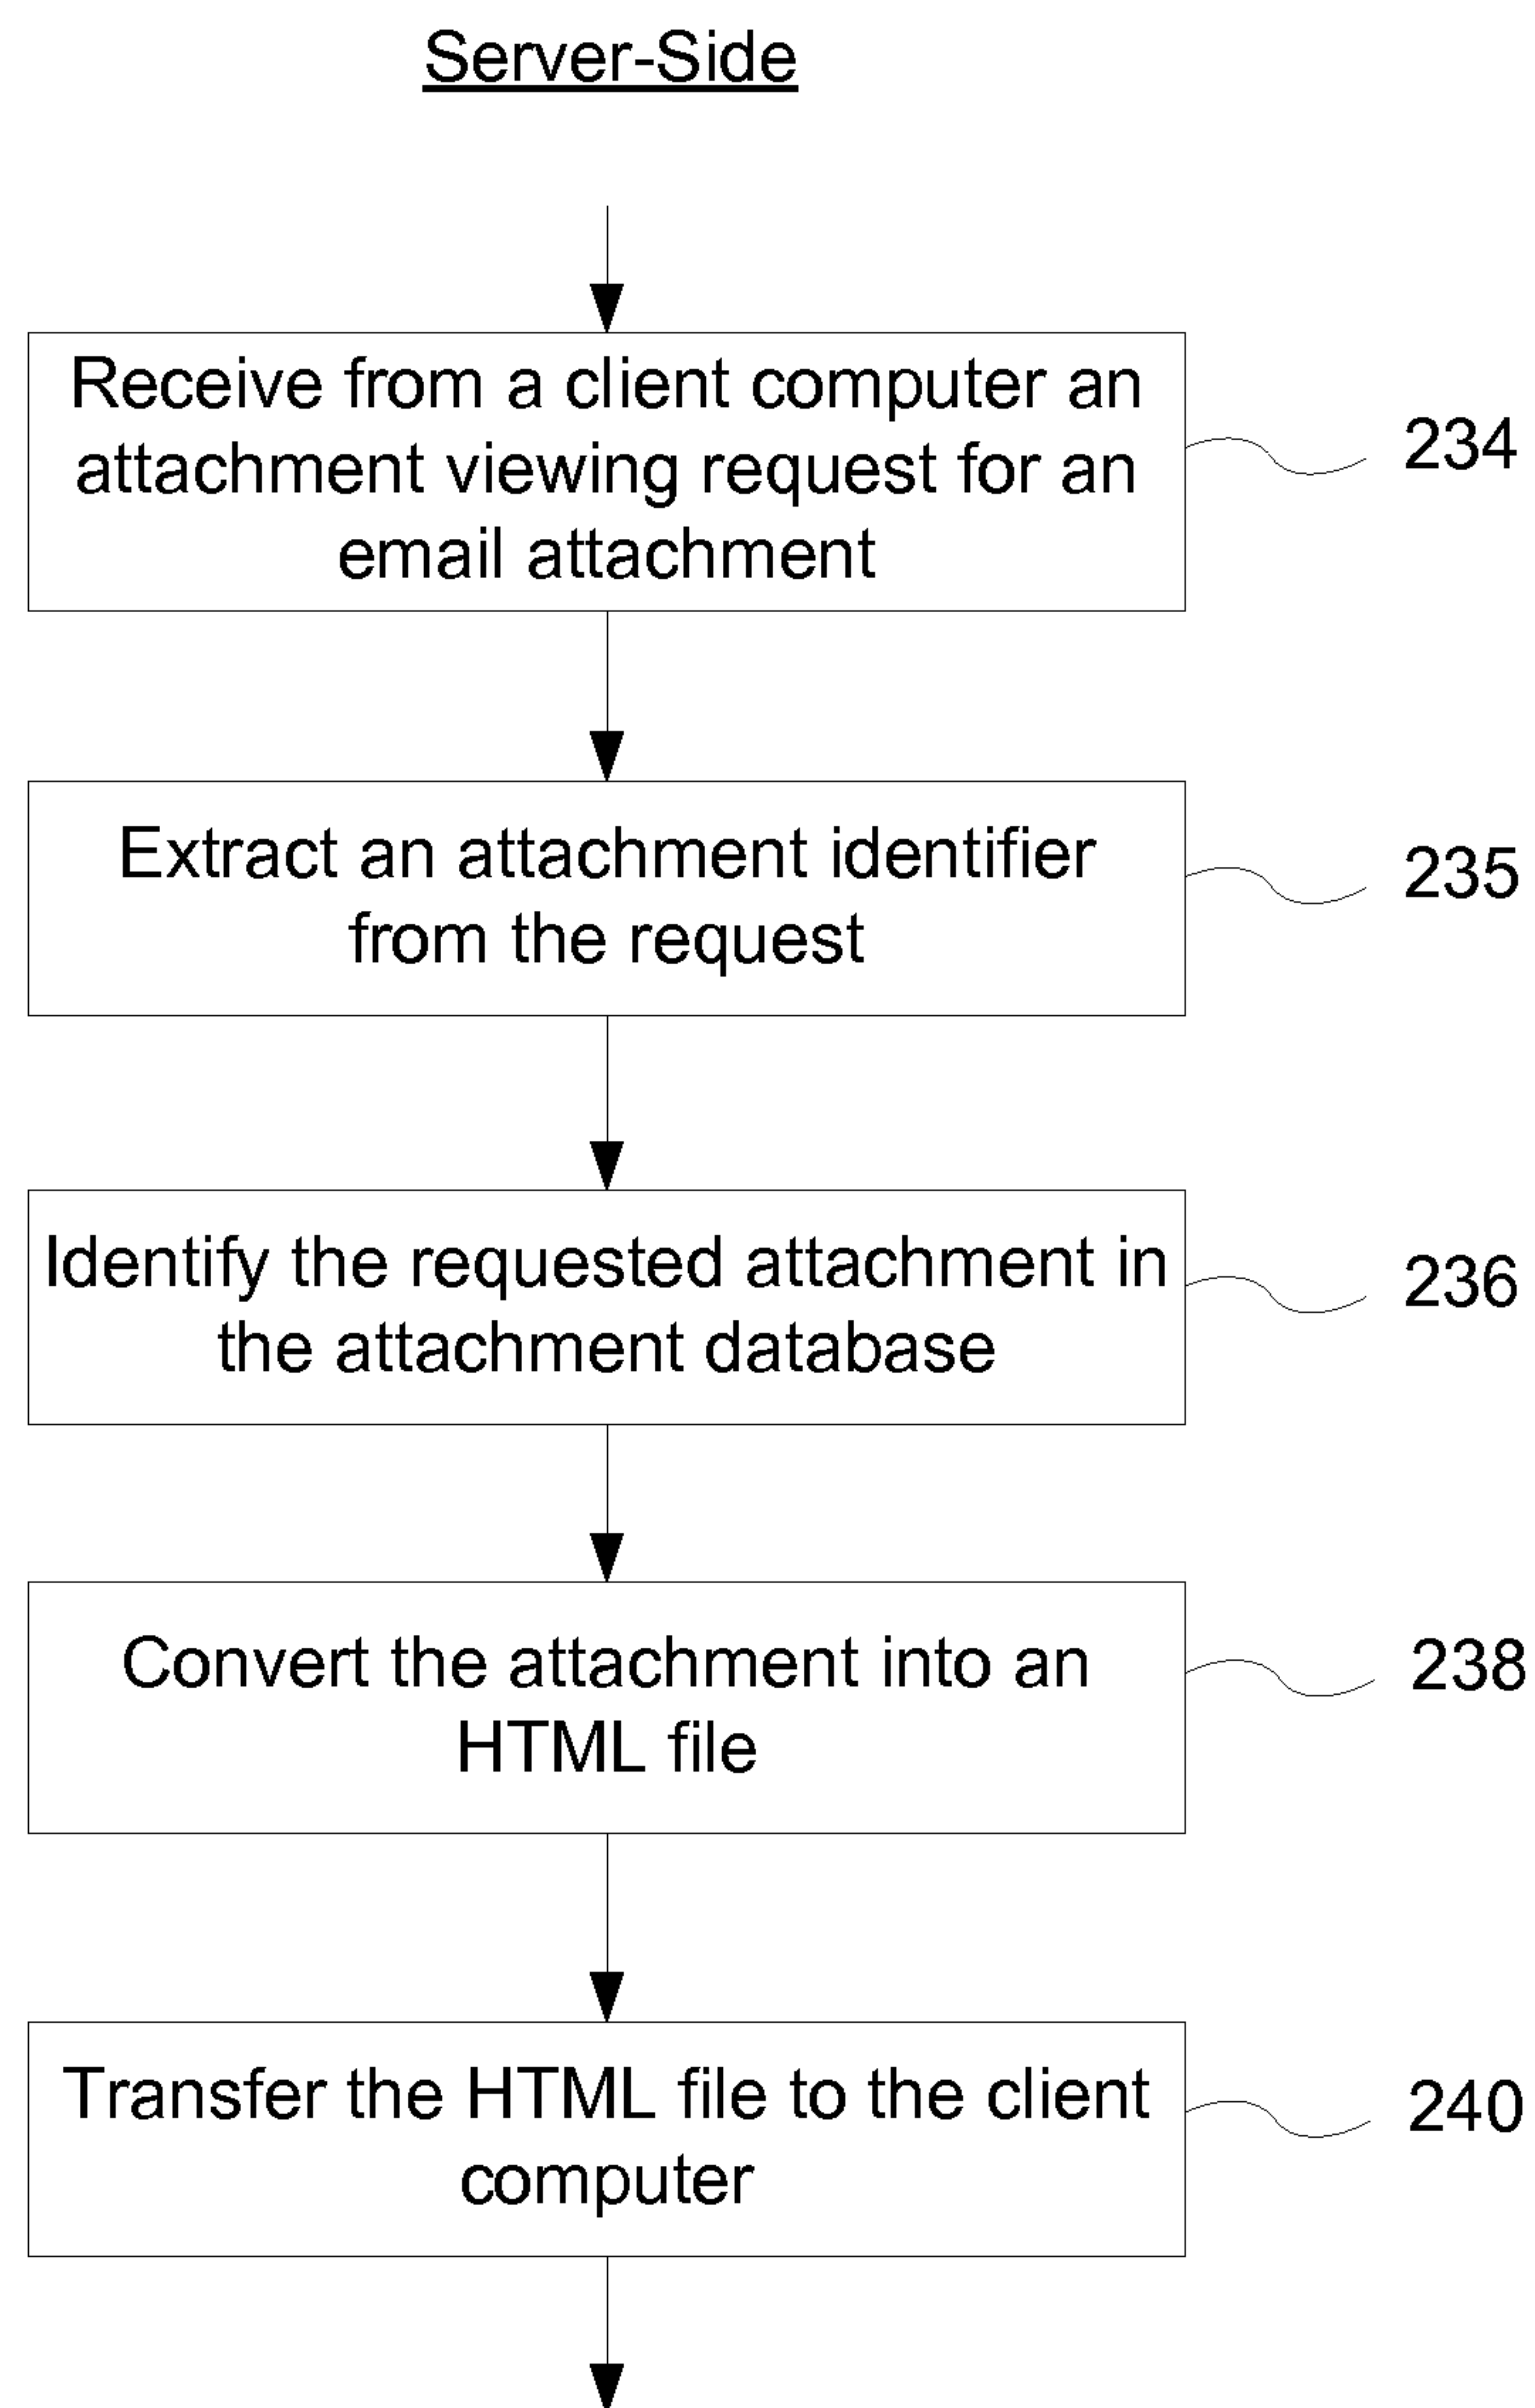 Server-Side
Receive from a client computer an
attachment viewing request for an
email attachment
234
Extract an attachment identifier
from the request
235
Identify the requested attachment in
the attachment database
236
Convert the attachment into an
HTML file
238
Transfer the HTML file to the client
computer
240